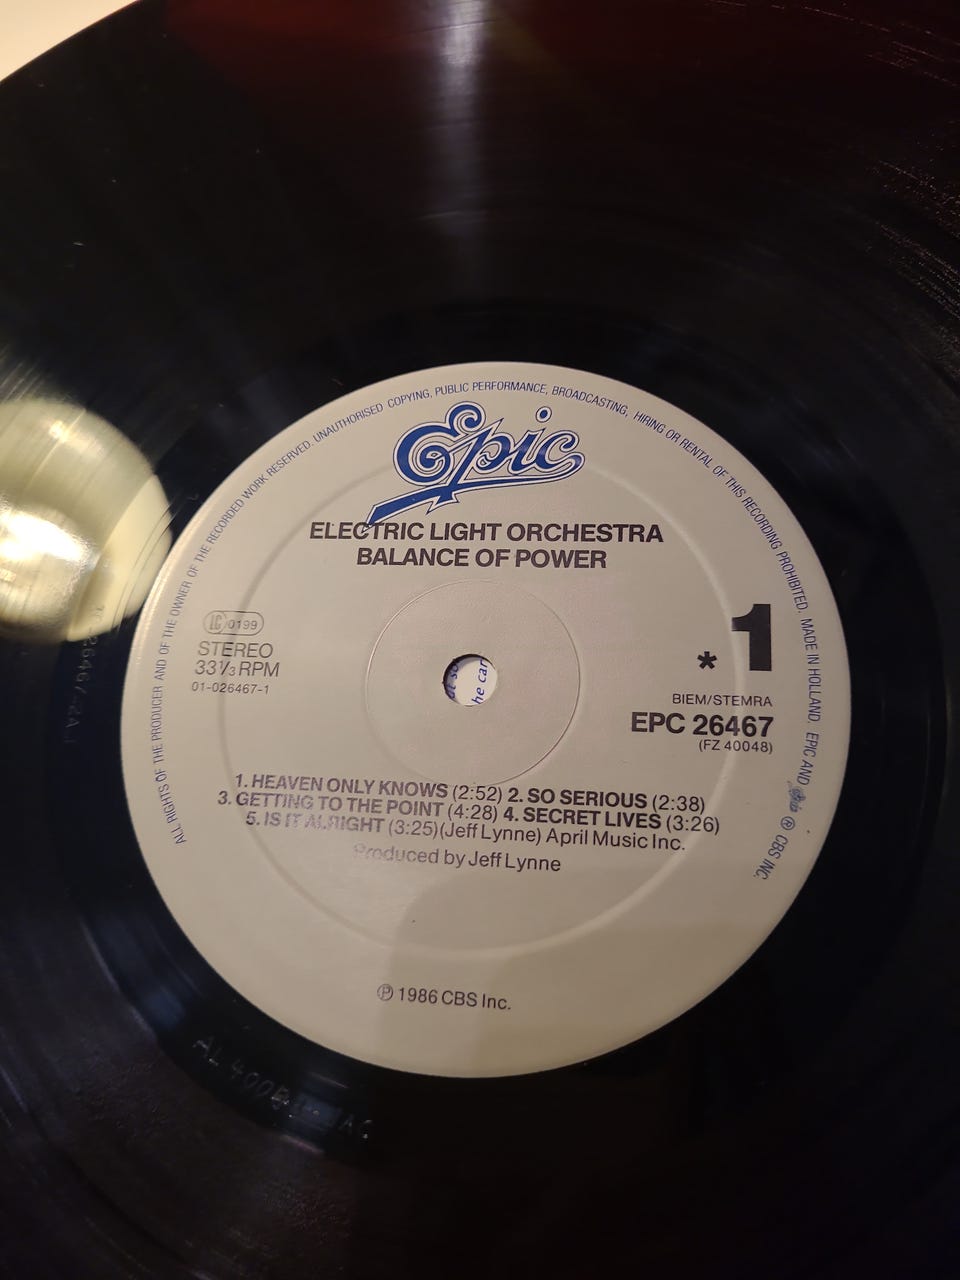 ALL RIGHTS OF THE PRODUCER AND OF THE OWNER OF THE RECORDED WORK RESERVED. UNAUTHORISED COPYING, PUBLIC PERFORMANCE, BROADCASTING, HIRING OR RENTAL OF THIS RECORDING PROHIBITED. MADE IN HOLLAND. EPIC AND Epic ® CBS INC.
Epic
ELECTRIC LIGHT ORCHESTRA
BALANCE OF POWER
LC 0199
STEREO
33 1/3 RPM
01-026467-1
1
*
BIEM/STEMRA
EPC 26467
(FZ 40048)
he car
1. HEAVEN ONLY KNOWS (2:52) 2. SO SERIOUS (2:38)
3. GETTING TO THE POINT (4:28) 4. SECRET LIVES (3:26)
5. IS IT ALRIGHT (3:25)(Jeff Lynne) April Music Inc.
Produced by Jeff Lynne
℗ 1986 CBS Inc.